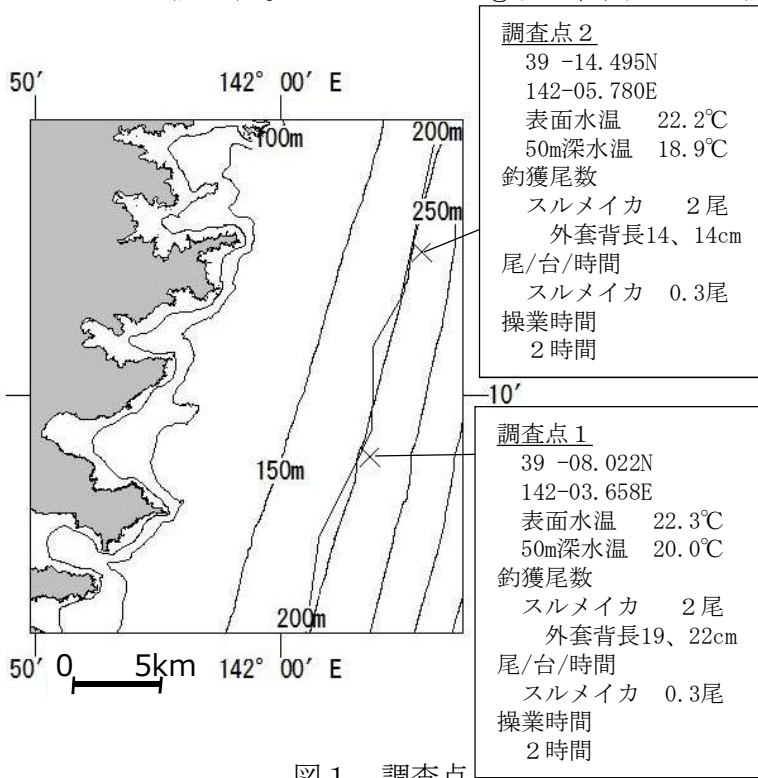 調査点２
39 -14.495N
142-05.780E
表面水温　22.2℃
50m深水温　18.9℃
釣獲尾数
スルメイカ　２尾
外套背長14、14cm
尾/台/時間
スルメイカ　0.3尾
操業時間
２時間
50′
142° 00′ E
100m
200m
250m
10′
150m
200m
調査点１
39 -08.022N
142-03.658E
表面水温　22.3℃
50m深水温　20.0℃
釣獲尾数
スルメイカ　２尾
外套背長19、22cm
尾/台/時間
スルメイカ　0.3尾
操業時間
２時間
50′
0
5km
142° 00′ E
図１　調査点